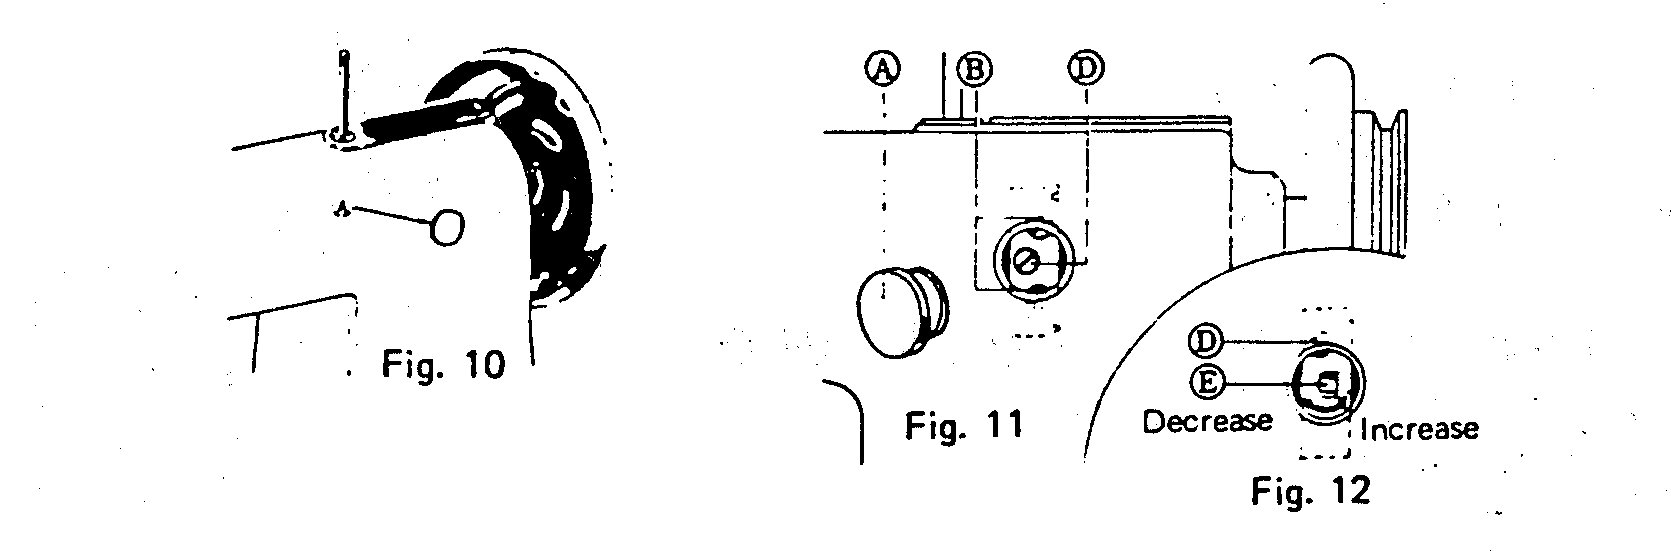 A
Fig. 10
A B D
Fig. 11
D
E
Decrease Increase
Fig. 12